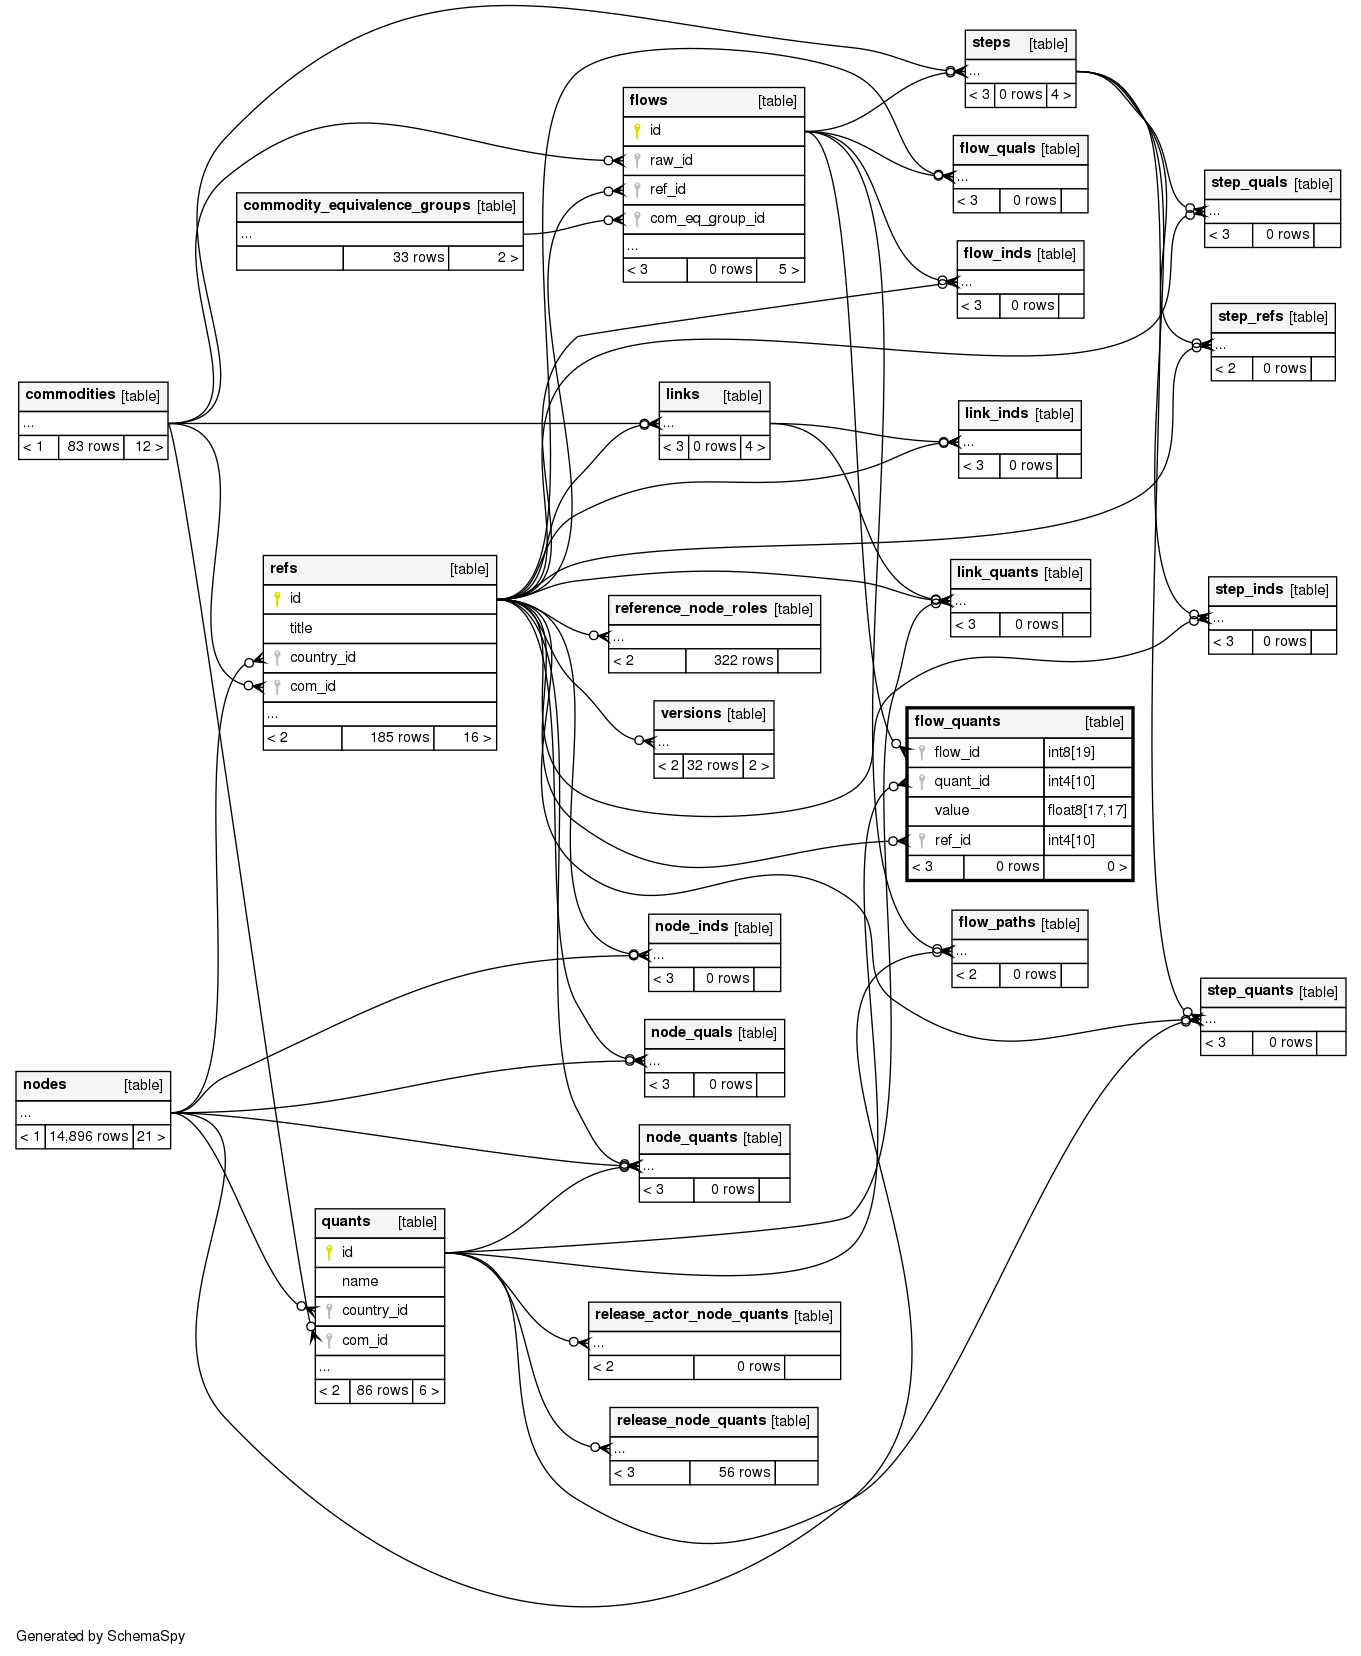 steps [table]
...
< 3 0 rows 4 >
flows [table]
id
raw_id
ref_id
com_eq_group_id
...
< 3 0 rows 5 >
flow_quals [table]
...
< 3 0 rows
step_quals [table]
...
< 3 0 rows
commodity_equivalence_groups [table]
...
33 rows 2 >
flow_inds [table]
...
< 3 0 rows
step_refs [table]
...
< 2 0 rows
commodities [table]
...
< 1 83 rows 12 >
links [table]
...
< 3 0 rows 4 >
link_inds [table]
...
< 3 0 rows
refs [table]
id
title
country_id
com_id
...
< 2 185 rows 16 >
link_quants [table]
...
< 3 0 rows
step_inds [table]
...
< 3 0 rows
reference_node_roles [table]
...
< 2 322 rows
versions [table]
...
< 2 32 rows 2 >
flow_quants [table]
flow_id int8[19]
quant_id int4[10]
value float8[17,17]
ref_id int4[10]
< 3 0 rows 0 >
node_inds [table]
...
< 3 0 rows
flow_paths [table]
...
< 2 0 rows
step_quants [table]
...
< 3 0 rows
node_quals [table]
...
< 3 0 rows
nodes [table]
...
< 1 14,896 rows 21 >
node_quants [table]
...
< 3 0 rows
quants [table]
id
name
country_id
com_id
...
< 2 86 rows 6 >
release_actor_node_quants [table]
...
< 2 0 rows
release_node_quants [table]
...
< 3 56 rows
Generated by SchemaSpy